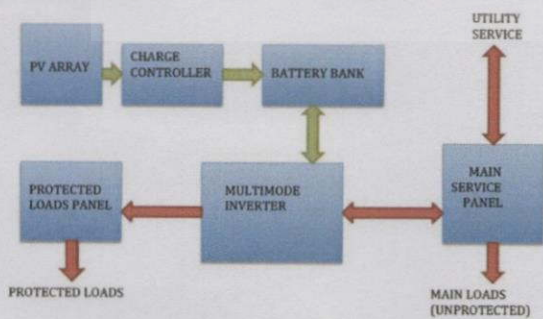 UTILITY
SERVICE
PV ARRAY
CHARGE
CONTROLLER
BATTERY BANK
PROTECTED
LOADS PANEL
MULTIMODE
INVERTER
MAIN
SERVICE
PANEL
PROTECTED LOADS
MAIN LOADS
(UNPROTECTED)